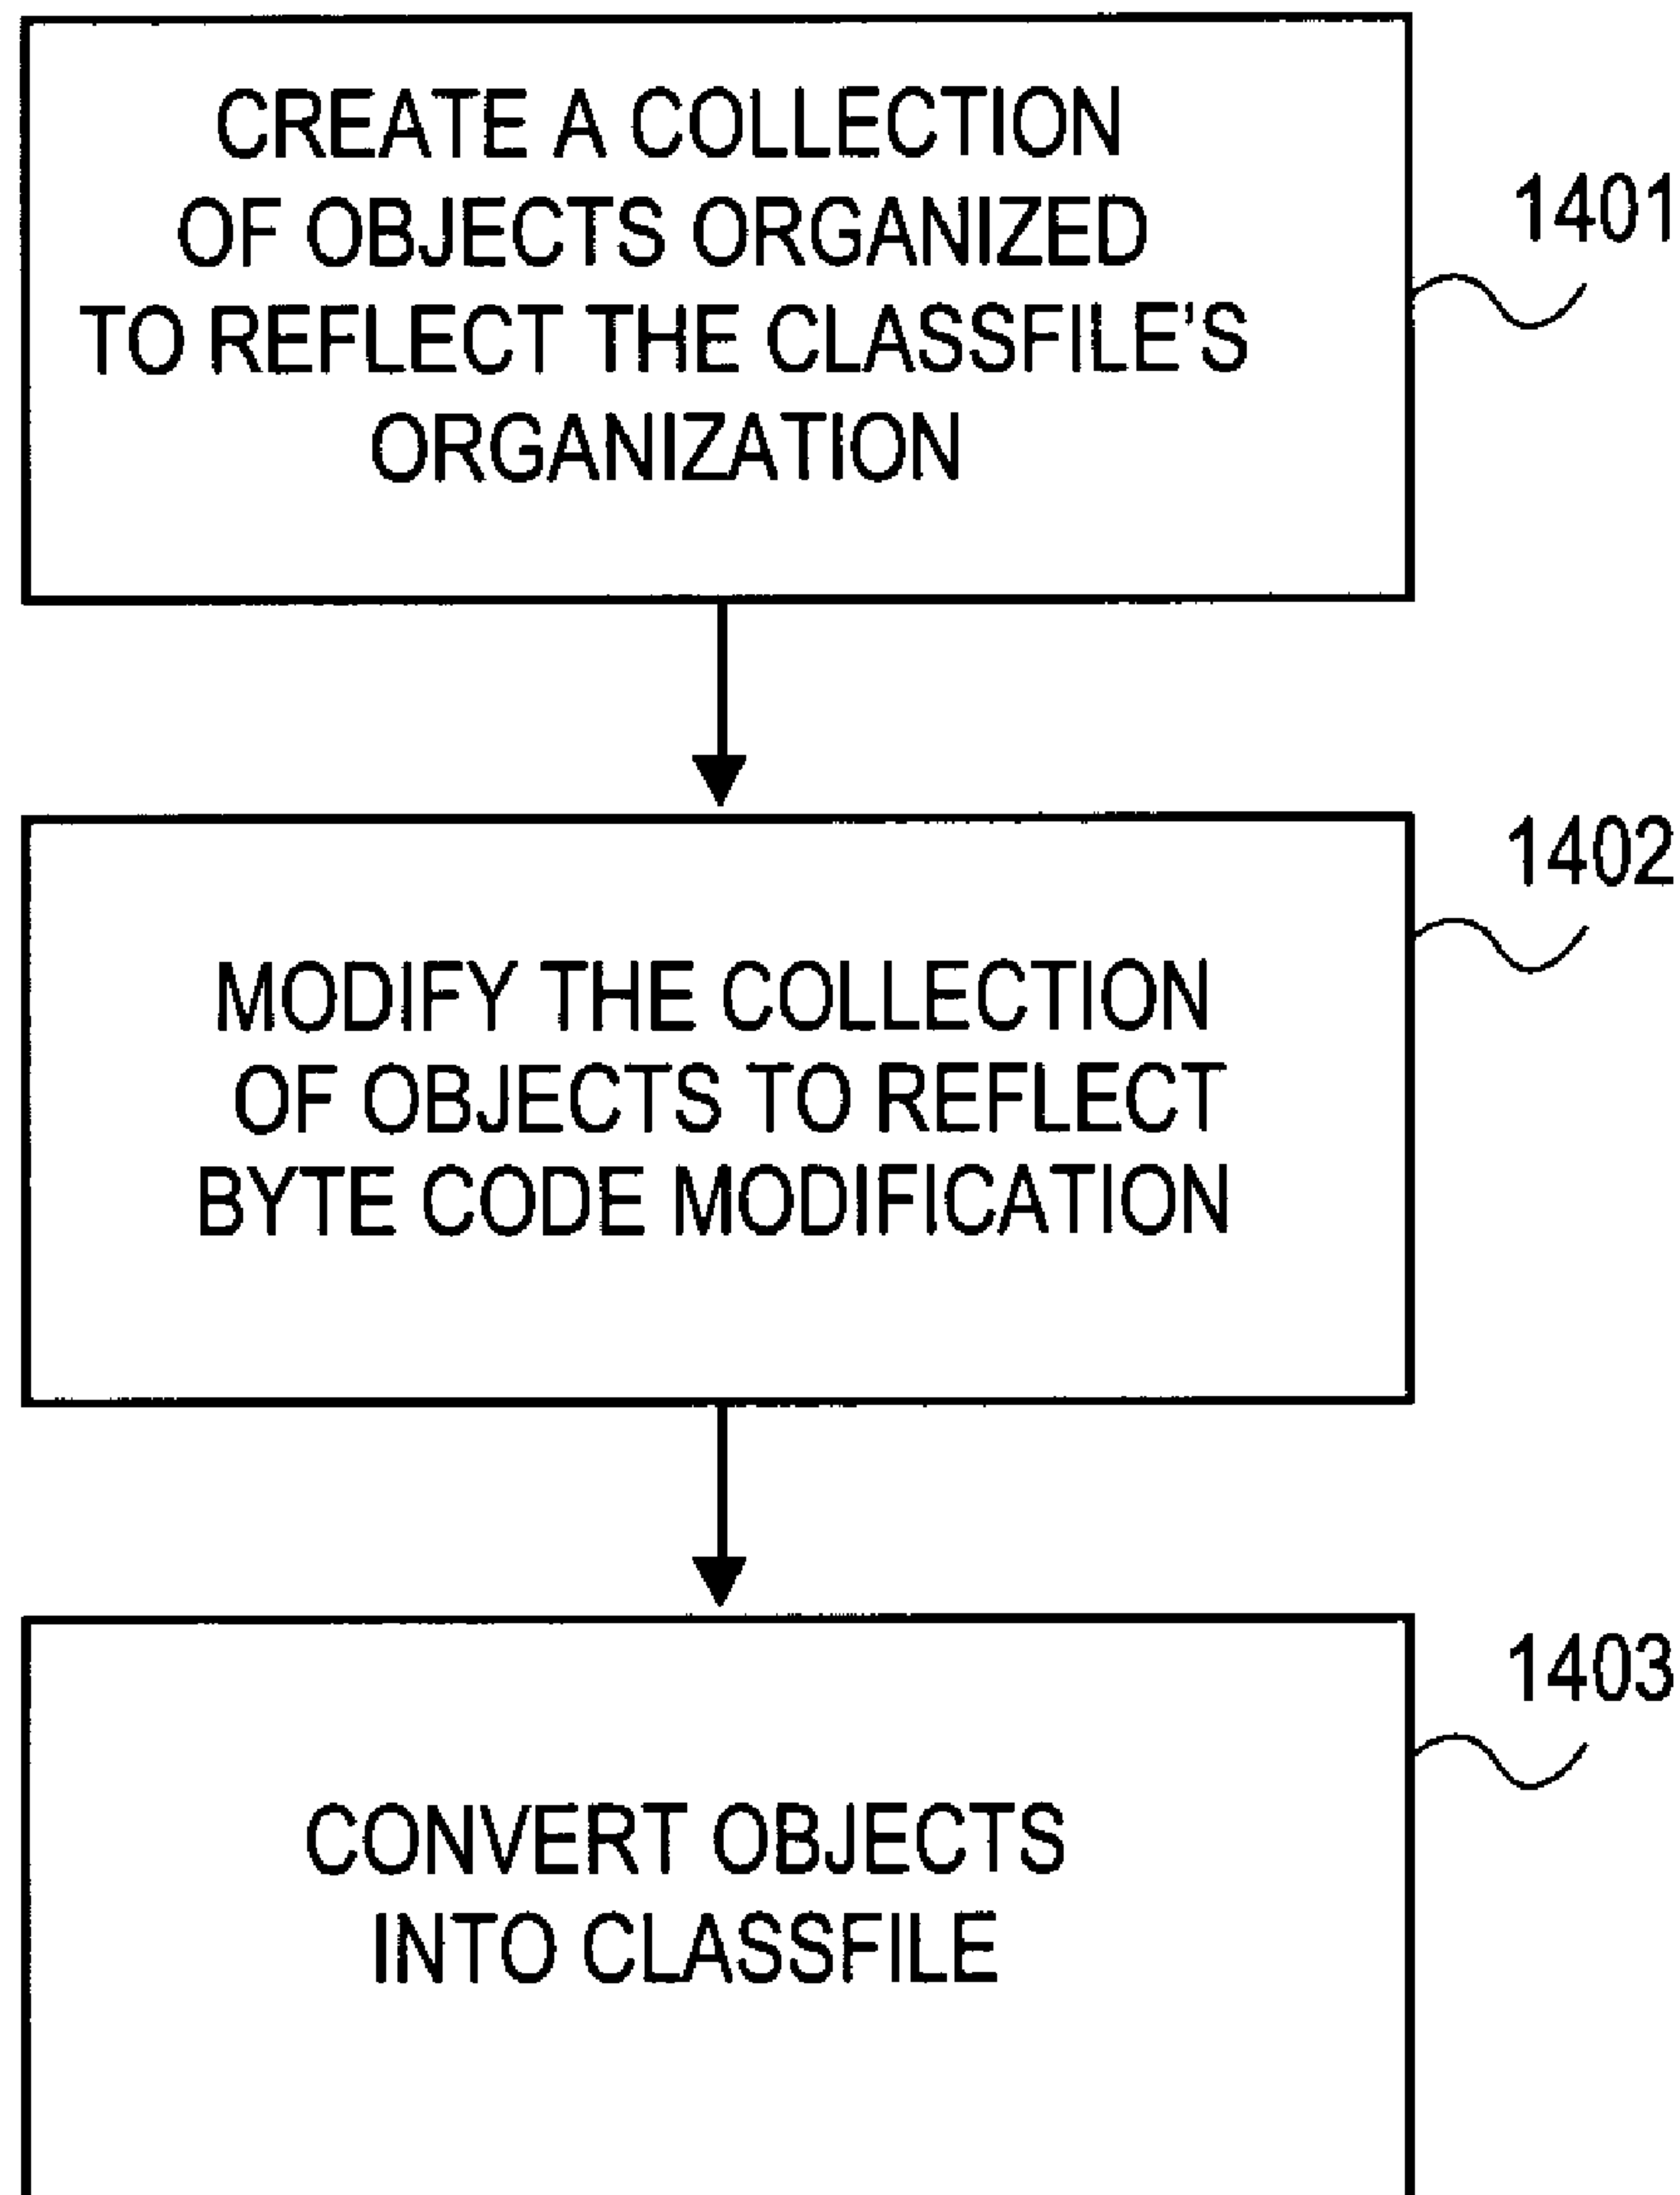 CREATE A COLLECTION
OF OBJECTS ORGANIZED
TO REFLECT THE CLASSFILE'S
ORGANIZATION
1401
MODIFY THE COLLECTION
OF OBJECTS TO REFLECT
BYTE CODE MODIFICATION
1402
CONVERT OBJECTS
INTO CLASSFILE
1403